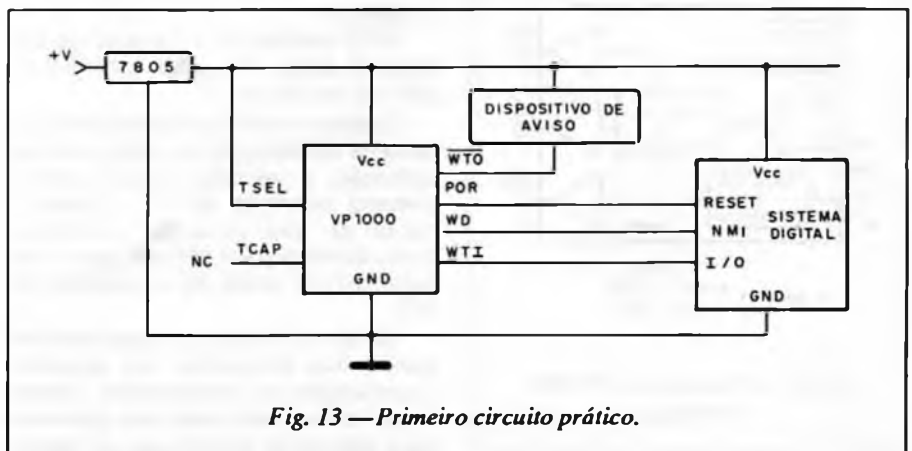 +V
7805
DISPOSITIVO DE
AVISO
Vcc
WTO
Vcc
TSEL
POR
RESET
VP1000
SISTEMA
WD
NMI
DIGITAL
NC
TCAP
WTI
I/O
GND
GND
Fig. 13 — Primeiro circuito prático.